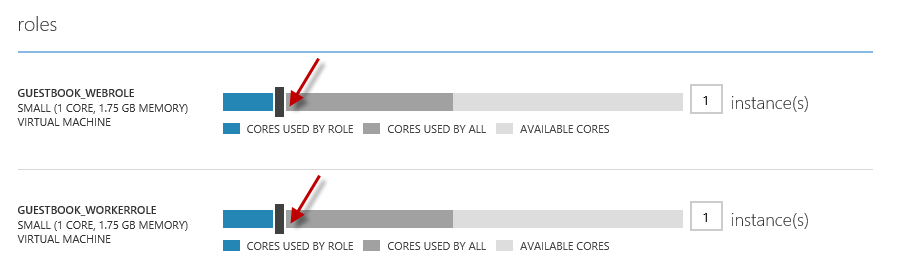 roles
GUESTBOOK_WEBROLE
SMALL (1 CORE, 1.75 GB MEMORY)
VIRTUAL MACHINE
1 instance(s)
CORES USED BY ROLE CORES USED BY ALL AVAILABLE CORES
GUESTBOOK_WORKERROLE
SMALL (1 CORE, 1.75 GB MEMORY)
VIRTUAL MACHINE
1 instance(s)
CORES USED BY ROLE CORES USED BY ALL AVAILABLE CORES